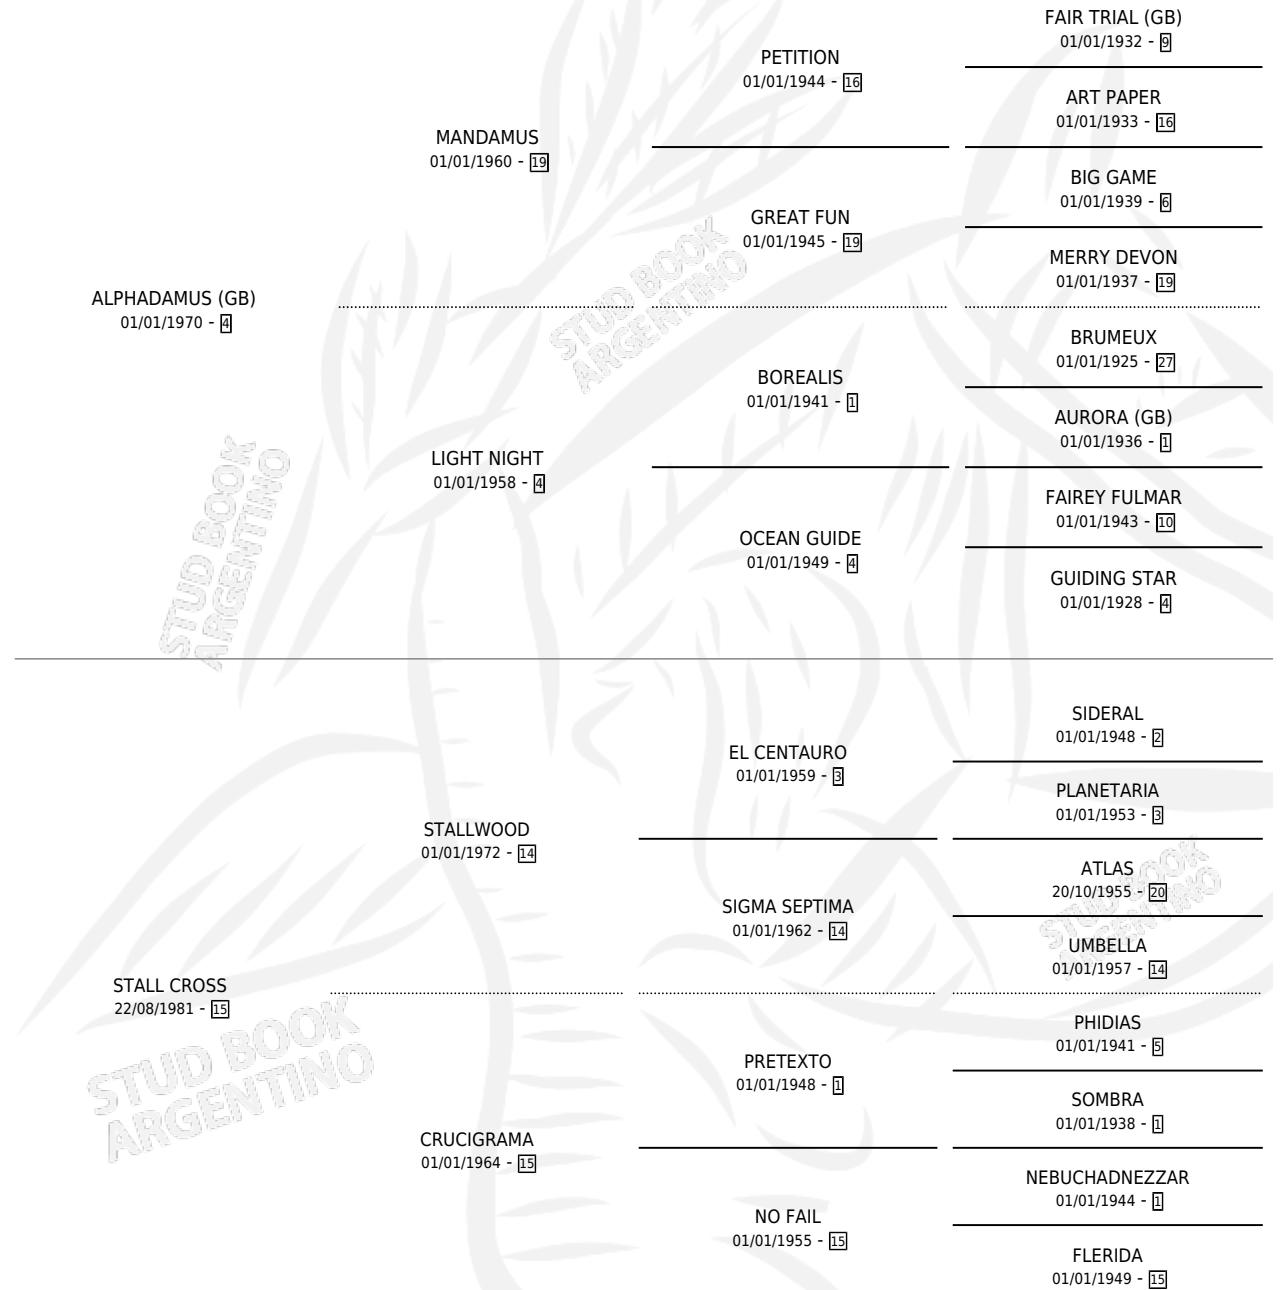 FAIR TRIAL (GB)
01/01/1932 - 9
PETITION
01/01/1944 - 16
ART PAPER
01/01/1933 - 16
MANDAMUS
01/01/1960 - 19
BIG GAME
01/01/1939 - 6
GREAT FUN
01/01/1945 - 19
MERRY DEVON
01/01/1937 - 19
ALPHADAMUS (GB)
01/01/1970 - 4
BRUMEUX
01/01/1925 - 27
BOREALIS
01/01/1941 - 1
AURORA (GB)
01/01/1936 - 1
LIGHT NIGHT
01/01/1958 - 4
FAIREY FULMAR
01/01/1943 - 10
OCEAN GUIDE
01/01/1949 - 4
GUIDING STAR
01/01/1928 - 4
STUD BOOK
ARGENTINO
STUD BOOK
ARGENTINO
SIDERAL
01/01/1948 - 2
EL CENTAURO
01/01/1959 - 3
PLANETARIA
01/01/1953 - 3
STALLWOOD
01/01/1972 - 14
ATLAS
20/10/1955 - 20
SIGMA SEPTIMA
01/01/1962 - 14
UMBELLA
01/01/1957 - 14
STALL CROSS
22/08/1981 - 15
PHIDIAS
01/01/1941 - 5
PRETEXTO
01/01/1948 - 1
SOMBRA
01/01/1938 - 1
CRUCIGRAMA
01/01/1964 - 15
NEBUCHADNEZZAR
01/01/1944 - 1
NO FAIL
01/01/1955 - 15
FLERIDA
01/01/1949 - 15
STUD BOOK
ARGENTINO
STUD BOOK
ARGENTINO